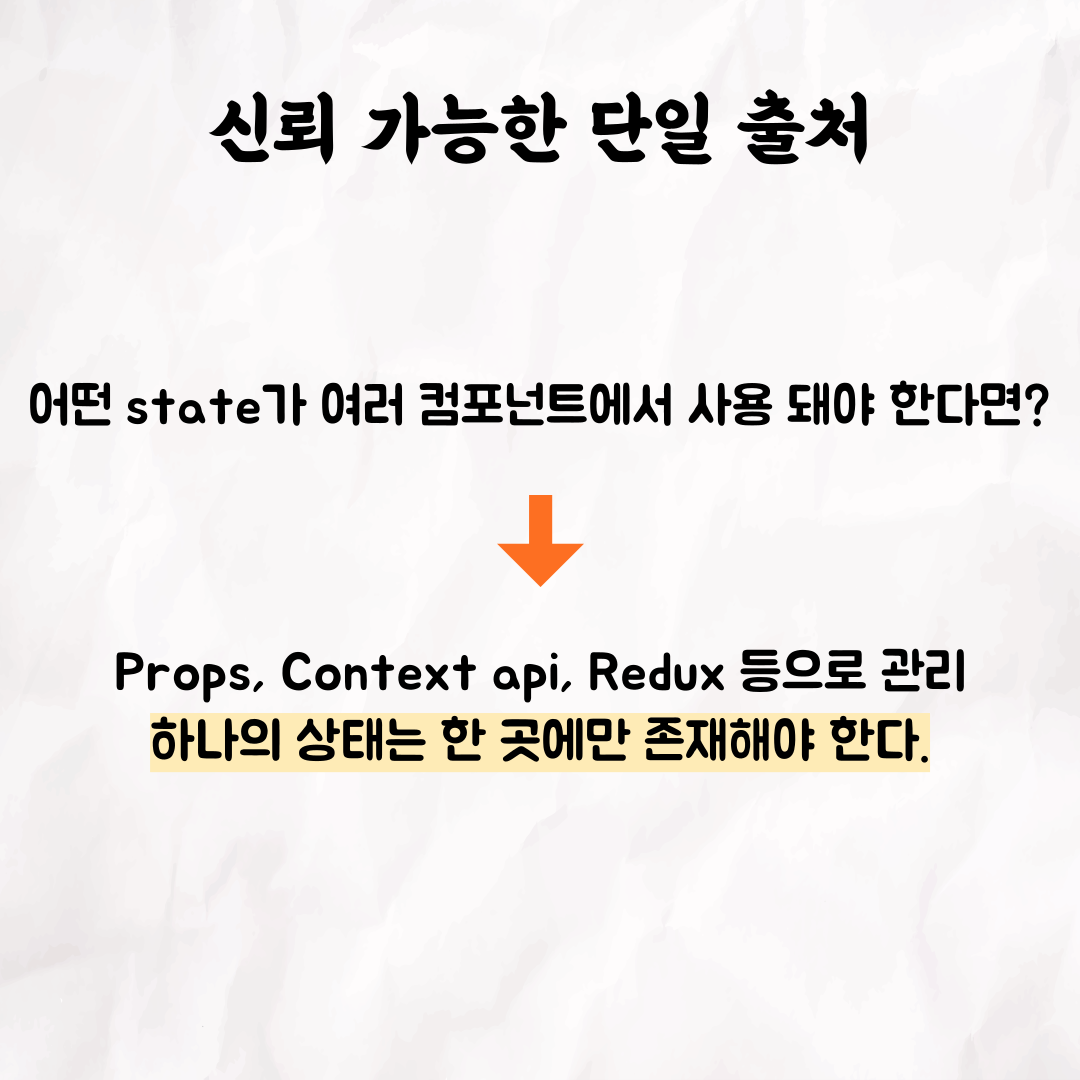 신뢰 가능한 단일 출처
어떤 state가 여러 컴포넌트에서 사용 돼야 한다면?
Props, Context api, Redux 등으로 관리
하나의 상태는 한 곳에만 존재해야 한다.